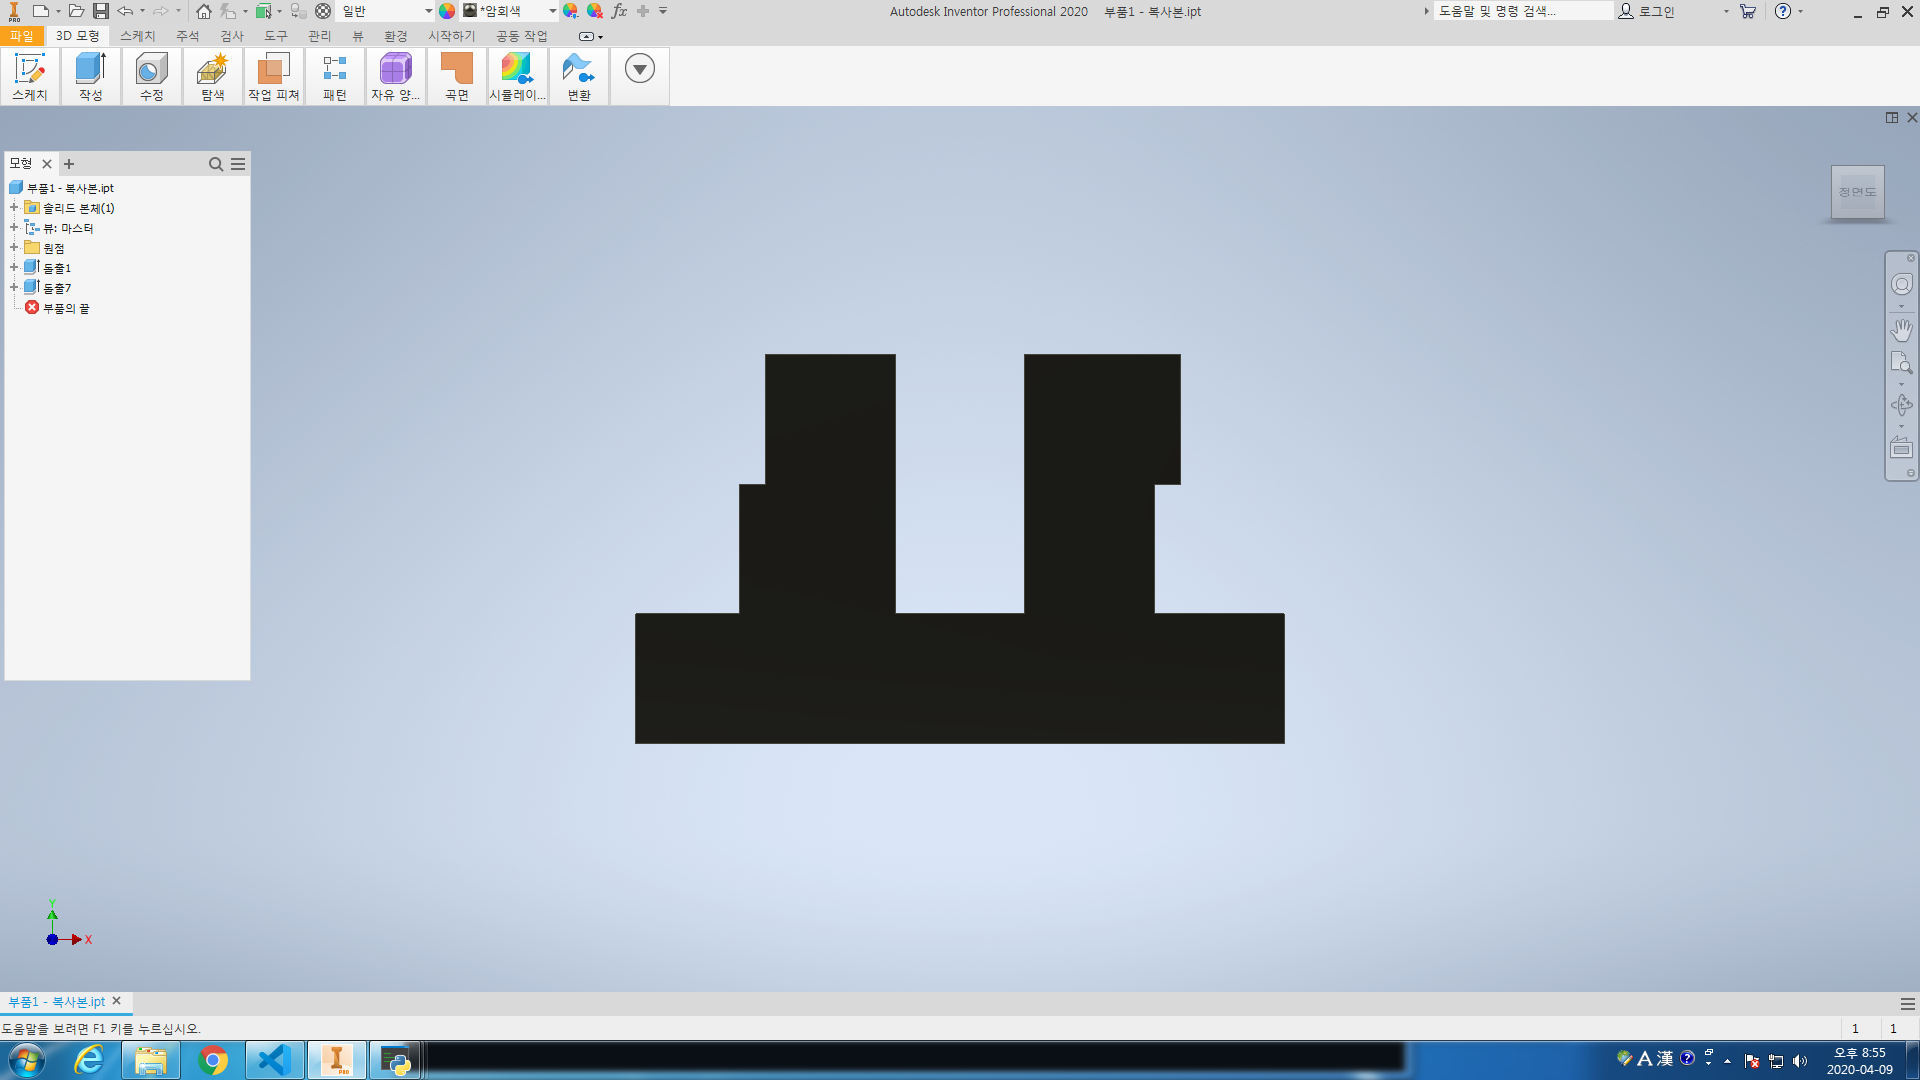 일반
*암회색
fx
Autodesk Inventor Professional 2020 부품1 - 복사본.ipt
도움말 및 명령 검색...
로그인
PRO
파일 3D 모형 스케치 주석 검사 도구 관리 뷰 환경 시작하기 공동 작업
스케치 작성 수정 탐색 작업 피쳐 패턴 자유 양... 곡면 시뮬레이... 변환
모형
부품1 - 복사본.ipt
솔리드 본체(1)
뷰: 마스터
원점
돌출1
돌출7
부품의 끝
정면도
Y
X
부품1 - 복사본.ipt
도움말을 보려면 F1 키를 누르십시오.
1 1
PRO
A 漢
오후 8:55
2020-04-09